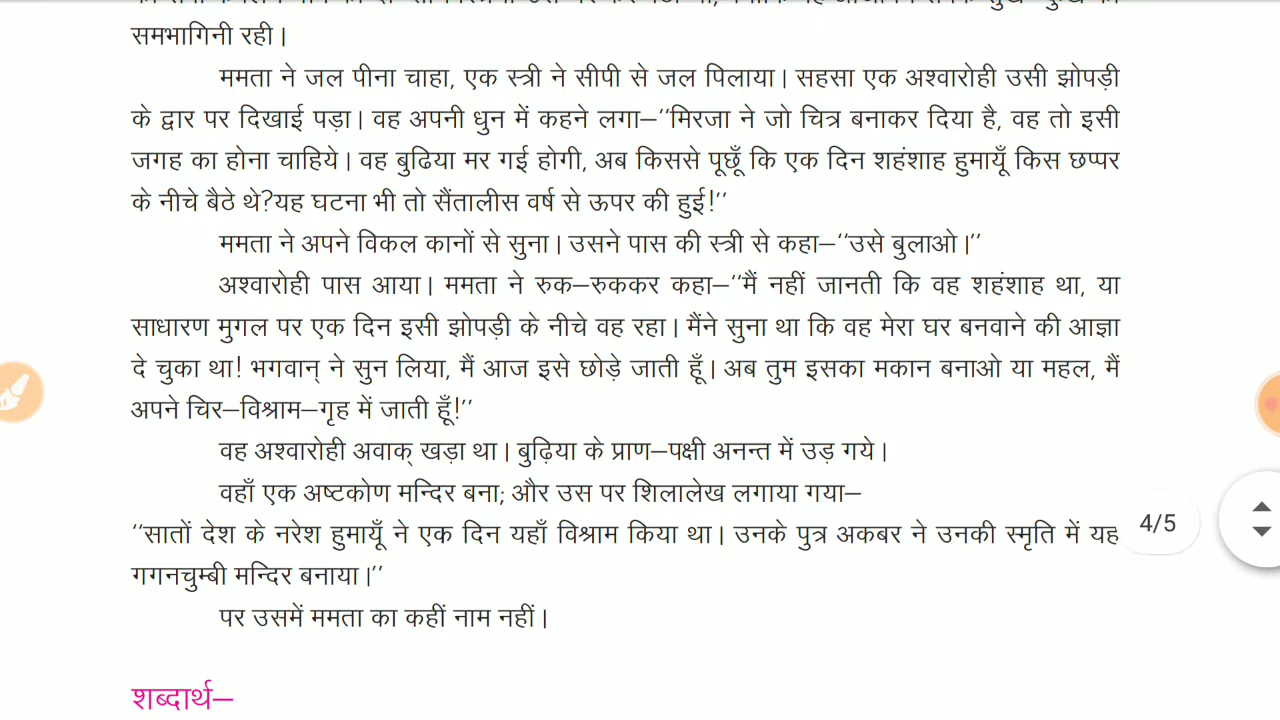 समभागिनी रही।
ममता ने जल पीना चाहा, एक स्त्री ने सीपी से जल पिलाया। सहसा एक अश्वारोही उसी झोपड़ी
के द्वार पर दिखाई पड़ा। वह अपनी धुन में कहने लगा–‘‘मिरजा ने जो चित्र बनाकर दिया है, वह तो इसी
जगह का होना चाहिये। वह बुढिया मर गई होगी, अब किससे पूछूँ कि एक दिन शहंशाह हुमायूँ किस छप्पर
के नीचे बैठे थे?यह घटना भी तो सैंतालीस वर्ष से ऊपर की हुई!’’
ममता ने अपने विकल कानों से सुना। उसने पास की स्त्री से कहा–‘‘उसे बुलाओ।’’
अश्वारोही पास आया। ममता ने रुक–रुककर कहा–‘‘मैं नहीं जानती कि वह शहंशाह था, या
साधारण मुगल पर एक दिन इसी झोपड़ी के नीचे वह रहा। मैंने सुना था कि वह मेरा घर बनवाने की आज्ञा
दे चुका था! भगवान् ने सुन लिया, मैं आज इसे छोड़े जाती हूँ। अब तुम इसका मकान बनाओ या महल, मैं
अपने चिर–विश्राम–गृह में जाती हूँ!’’
वह अश्वारोही अवाक् खड़ा था। बुढ़िया के प्राण–पक्षी अनन्त में उड़ गये।
वहाँ एक अष्टकोण मन्दिर बना; और उस पर शिलालेख लगाया गया–
‘‘सातों देश के नरेश हुमायूँ ने एक दिन यहाँ विश्राम किया था। उनके पुत्र अकबर ने उनकी स्मृति में यह
4/5
गगनचुम्बी मन्दिर बनाया।’’
पर उसमें ममता का कहीं नाम नहीं।
शब्दार्थ–